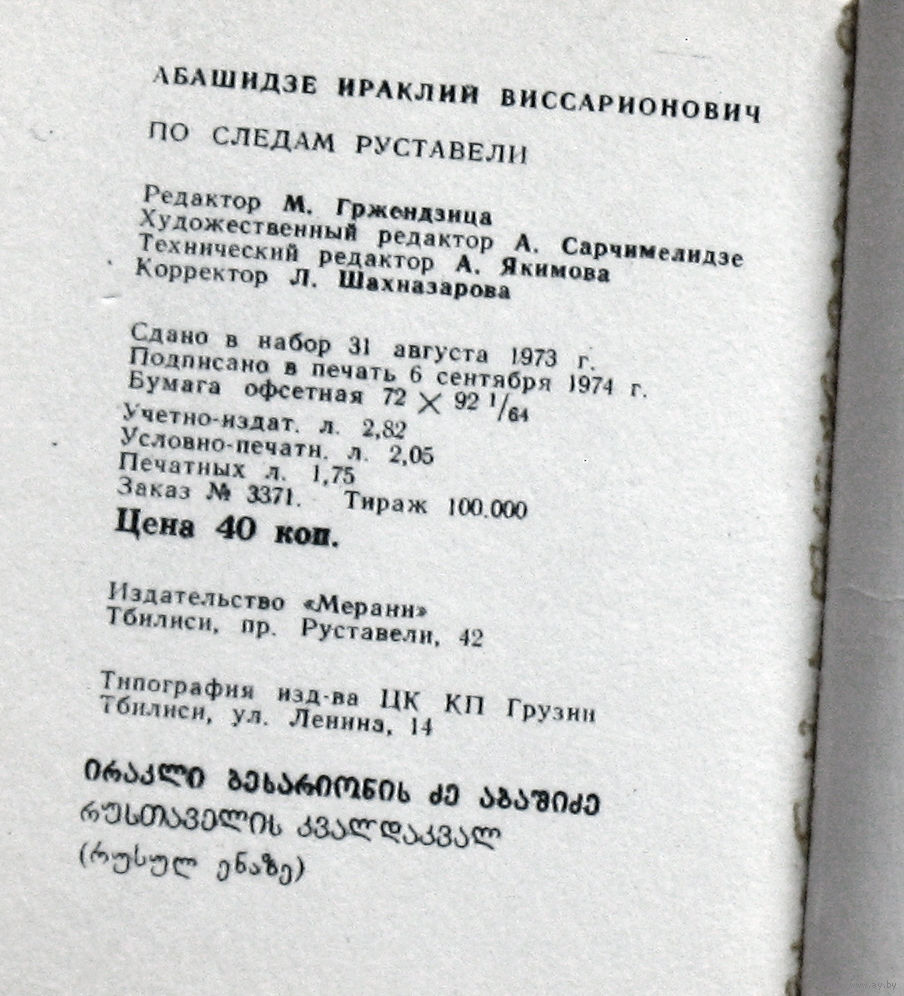 АБАШИДЗЕ ИРАКЛИЙ ВИССАРИОНОВИЧ
ПО СЛЕДАМ РУСТАВЕЛИ
Редактор М. Гржендзица
Художественный редактор А. Сарчимелидзе
Технический редактор А. Якимова
Корректор Л. Шахназарова
Сдано в набор 31 августа 1973 г.
Подписано в печать 6 сентября 1974 г.
Бумага офсетная 72 × 92 1/64
Учетно-издат. л. 2,82
Условно-печатн. л. 2,05
Печатных л. 1,75
Заказ № 3371. Тираж 100.000
Цена 40 коп.
Издательство «Мерани»
Тбилиси, пр. Руставели, 42
Типография изд-ва ЦК КП Грузии
Тбилиси, ул. Ленина, 14
ირაკლი ბესარიონის ძე აბაშიძე
რუსთაველის კვალდაკვალ
(რუსულ ენაზე)
www.ay.by